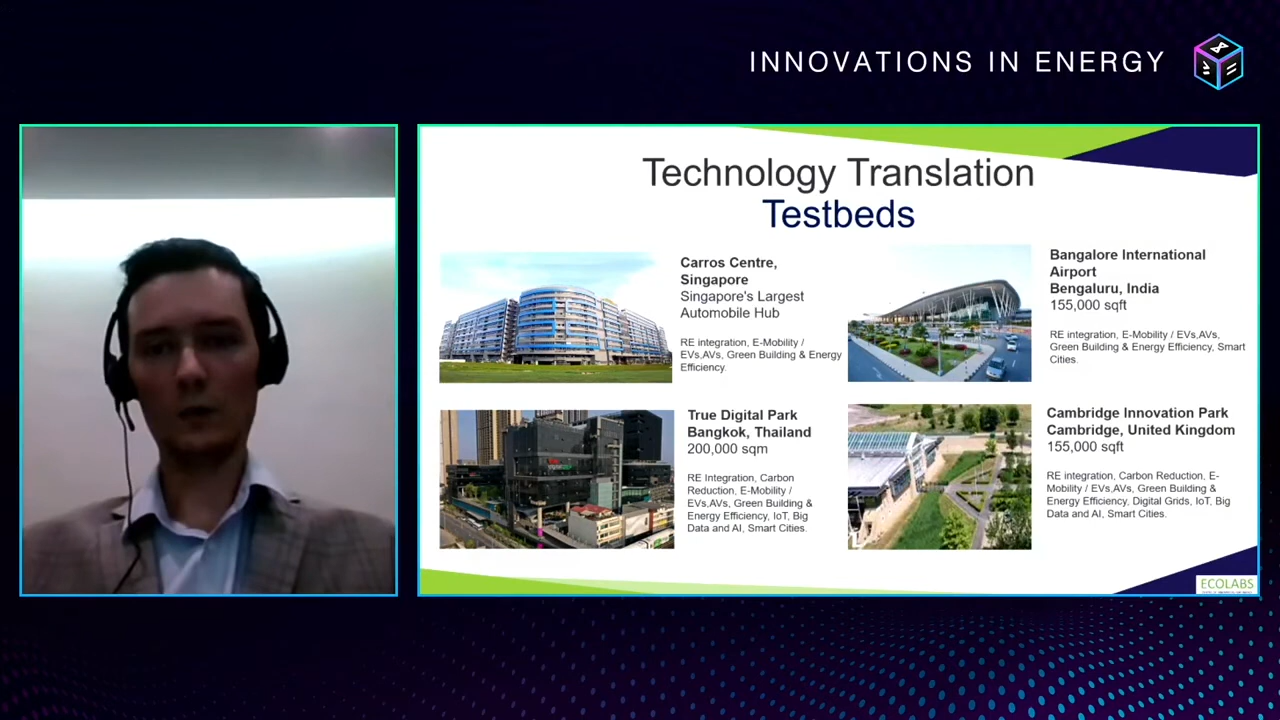 INNOVATIONS IN ENERGY
Technology Translation
Testbeds
Carros Centre,
Singapore
Singapore's Largest
Automobile Hub
RE integration, E-Mobility /
EVs,AVs, Green Building & Energy
Efficiency.
Bangalore International
Airport
Bengaluru, India
155,000 sqft
RE integration, E-Mobility / EVs,AVs,
Green Building & Energy Efficiency, Smart
Cities.
True Digital Park
Bangkok, Thailand
200,000 sqm
RE Integration, Carbon
Reduction, E-Mobility /
EVs,AVs, Green Building &
Energy Efficiency, IoT, Big
Data and AI, Smart Cities.
Cambridge Innovation Park
Cambridge, United Kingdom
155,000 sqft
RE integration, Carbon Reduction, E-
Mobility / EVs,AVs, Green Building &
Energy Efficiency, Digital Grids, IoT, Big
Data and AI, Smart Cities.
ECOLABS